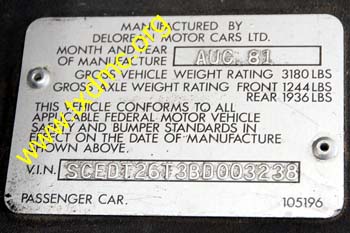 MANUFACTURED BY
DELOREAN MOTOR CARS LTD.
MONTH AND YEAR
OF MANUFACTURE AUG. 81
GROSS VEHICLE WEIGHT RATING 3180 LBS
GROSS AXLE WEIGHT RATING FRONT 1244 LBS
REAR 1936 LBS
THIS VEHICLE CONFORMS TO ALL
APPLICABLE FEDERAL MOTOR VEHICLE
SAFETY AND BUMPER STANDARDS IN
EFFECT ON THE DATE OF MANUFACTURE
SHOWN ABOVE.
V.I.N. SCEDT26T3BD003238
PASSENGER CAR. 105196